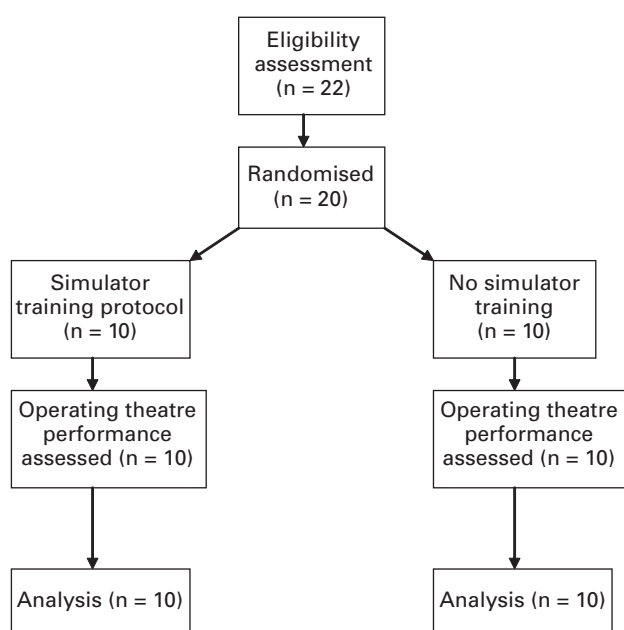 Eligibility
assessment
(n = 22)
Randomised
(n = 20)
Simulator
training protocol
(n = 10)
No simulator
training
(n = 10)
Operating theatre
performance
assessed (n = 10)
Operating theatre
performance
assessed (n = 10)
Analysis (n = 10)
Analysis (n = 10)